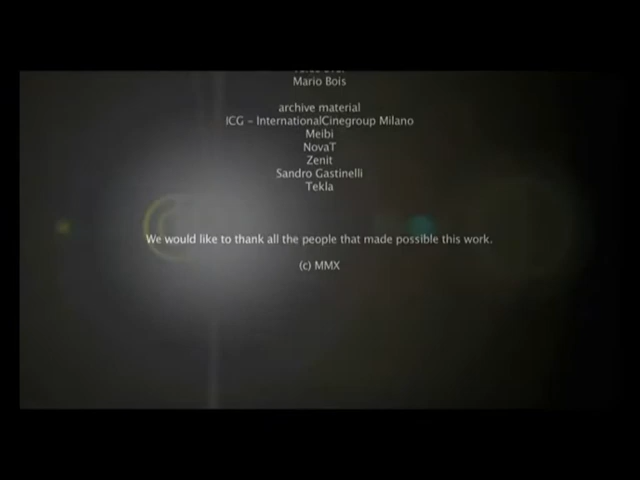 Mario Bois
archive material
ICG - InternationalCinegroup Milano
Meibi
NovaT
Zenit
Sandro Gastinelli
Tekla
We would like to thank all the people that made possible this work.
(c) MMX